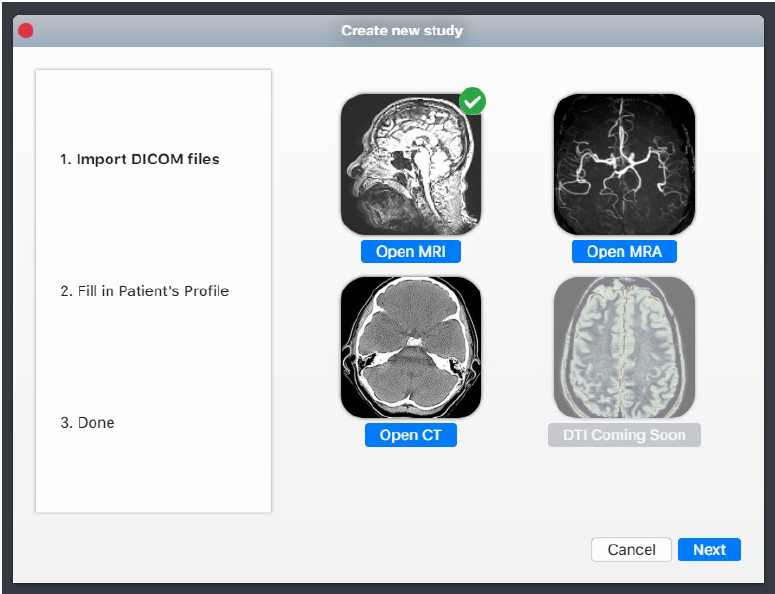 Create new study
1. Import DICOM files
2. Fill in Patient's Profile
3. Done
Open MRI
Open MRA
Open CT
DTI Coming Soon
Cancel
Next